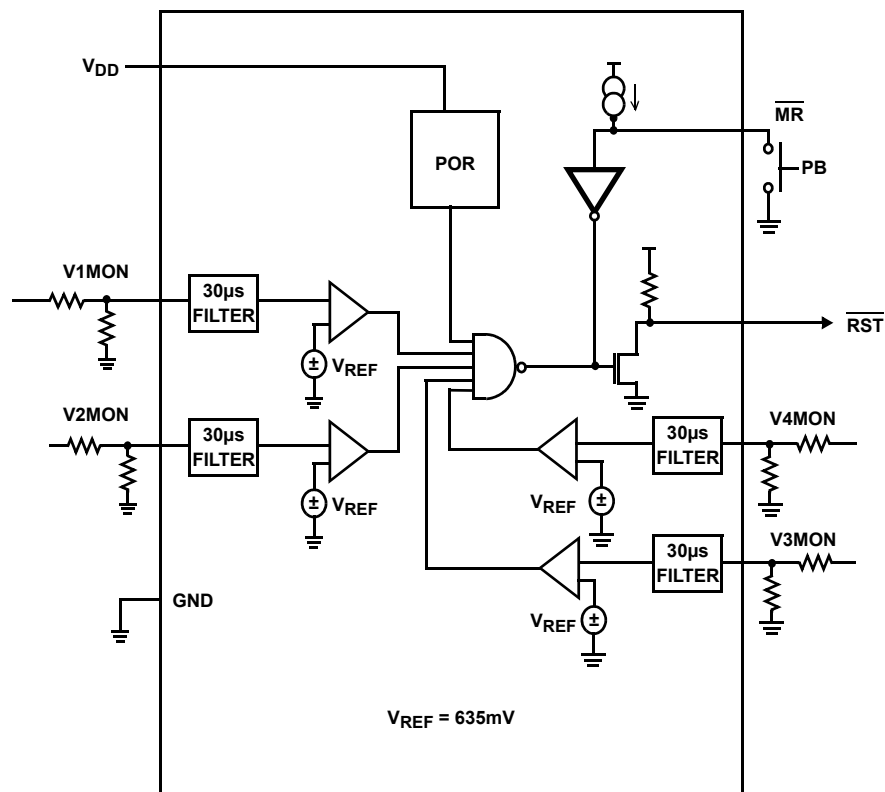 VDD
MR
POR
PB
V1MON
30µs
FILTER
VREF
RST
V2MON
30µs
FILTER
VREF
V4MON
30µs
FILTER
VREF
V3MON
30µs
FILTER
VREF
GND
VREF = 635mV